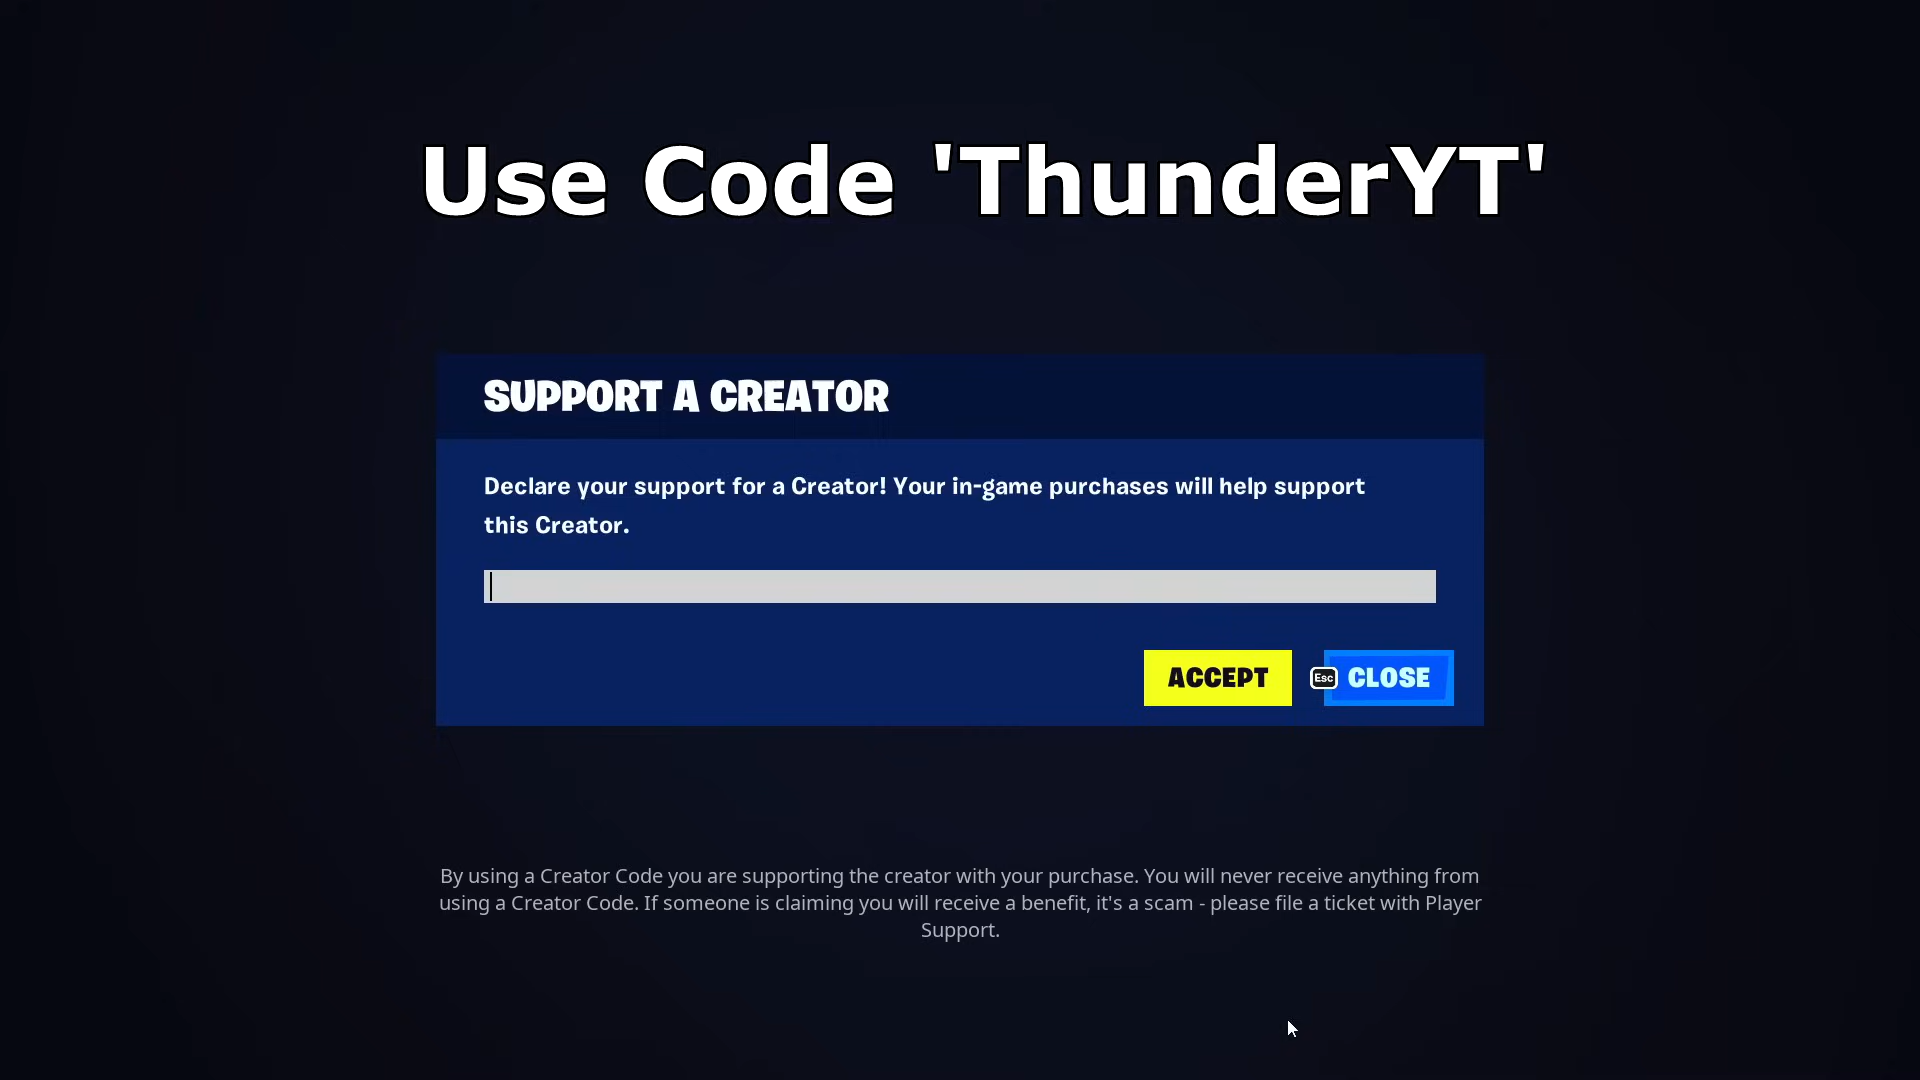 Use Code 'ThunderYT'
SUPPORT A CREATOR
Declare your support for a Creator! Your in-game purchases will help support
this Creator.
ACCEPT
Esc CLOSE
By using a Creator Code you are supporting the creator with your purchase. You will never receive anything from
using a Creator Code. If someone is claiming you will receive a benefit, it's a scam - please file a ticket with Player
Support.